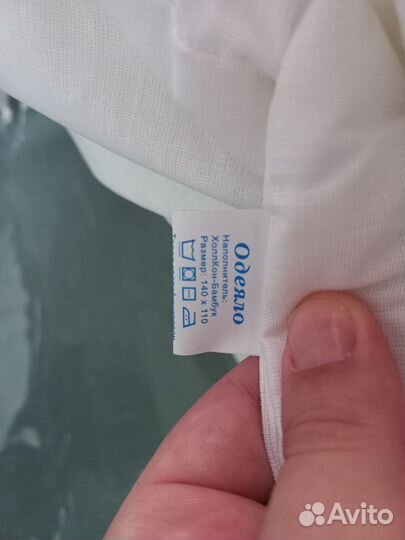 Одеяло
Наполнитель:
ХоллКон-Бамбук
Размер: 140 х 110
Avito